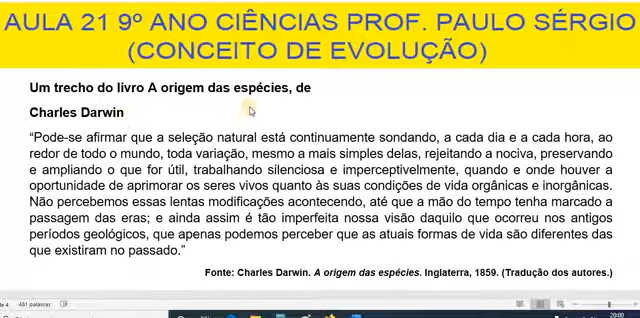 AULA 21 9º ANO CIÊNCIAS PROF. PAULO SÉRGIO
(CONCEITO DE EVOLUÇÃO)
Um trecho do livro A origem das espécies, de
Charles Darwin
“Pode-se afirmar que a seleção natural está continuamente sondando, a cada dia e a cada hora, ao
redor de todo o mundo, toda variação, mesmo a mais simples delas, rejeitando a nociva, preservando
e ampliando o que for útil, trabalhando silenciosa e imperceptivelmente, quando e onde houver a
oportunidade de aprimorar os seres vivos quanto às suas condições de vida orgânicas e inorgânicas.
Não percebemos essas lentas modificações acontecendo, até que a mão do tempo tenha marcado a
passagem das eras; e ainda assim é tão imperfeita nossa visão daquilo que ocorreu nos antigos
períodos geológicos, que apenas podemos perceber que as atuais formas de vida são diferentes das
que existiram no passado.”
Fonte: Charles Darwin. A origem das espécies. Inglaterra, 1859. (Tradução dos autores.)
481 palavras
20:00